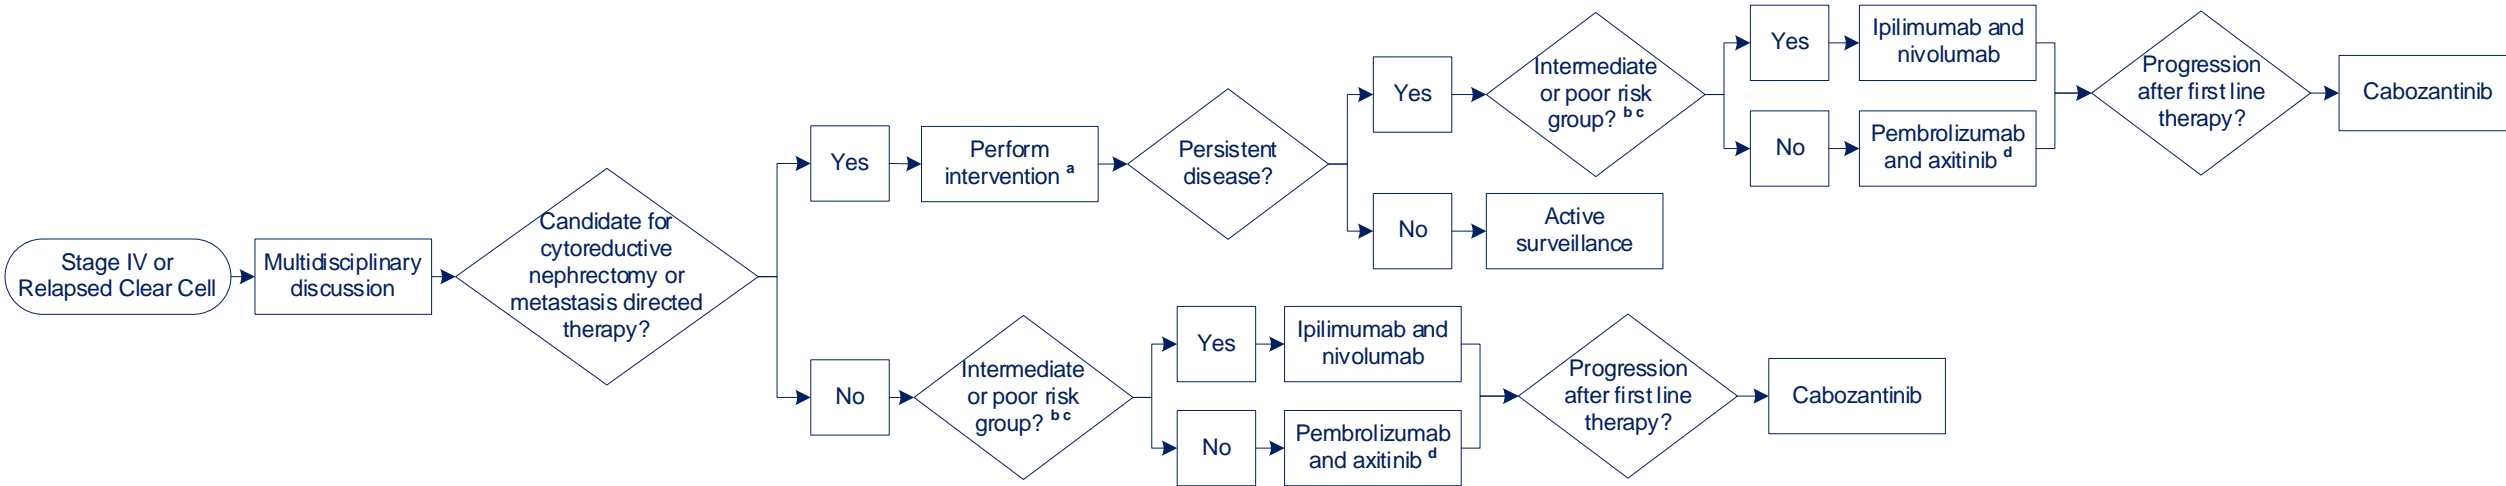 Stage IV or
Relapsed Clear Cell
Multidisciplinary
discussion
Candidate for
cytoreductive
nephrectomy or
metastasis directed
therapy?
Yes
Perform
intervention a
Persistent
disease?
Yes
Intermediate
or poor risk
group? b c
Yes
Ipilimumab and
nivolumab
No
Pembrolizumab
and axitinib d
Progression
after first line
therapy?
Cabozantinib
No
Active
surveillance
No
Intermediate
or poor risk
group? b c
Yes
Ipilimumab and
nivolumab
No
Pembrolizumab
and axitinib d
Progression
after first line
therapy?
Cabozantinib